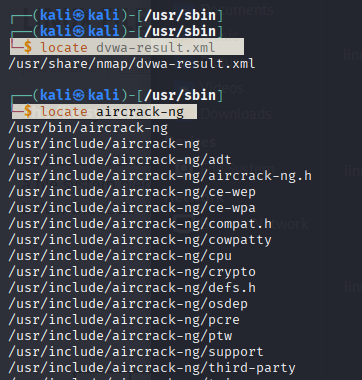 ┌──(kali㉿kali)-[/usr/sbin]
┌──(kali㉿kali)-[/usr/sbin]
└─$ locate dvwa-result.xml
/usr/share/nmap/dvwa-result.xml
┌──(kali㉿kali)-[/usr/sbin]
└─$ locate aircrack-ng
/usr/bin/aircrack-ng
/usr/include/aircrack-ng
/usr/include/aircrack-ng/adt
/usr/include/aircrack-ng/aircrack-ng.h
/usr/include/aircrack-ng/ce-wep
/usr/include/aircrack-ng/ce-wpa
/usr/include/aircrack-ng/compat.h
/usr/include/aircrack-ng/cowpatty
/usr/include/aircrack-ng/cpu
/usr/include/aircrack-ng/crypto
/usr/include/aircrack-ng/defs.h
/usr/include/aircrack-ng/osdep
/usr/include/aircrack-ng/pcre
/usr/include/aircrack-ng/ptw
/usr/include/aircrack-ng/support
/usr/include/aircrack-ng/third-party